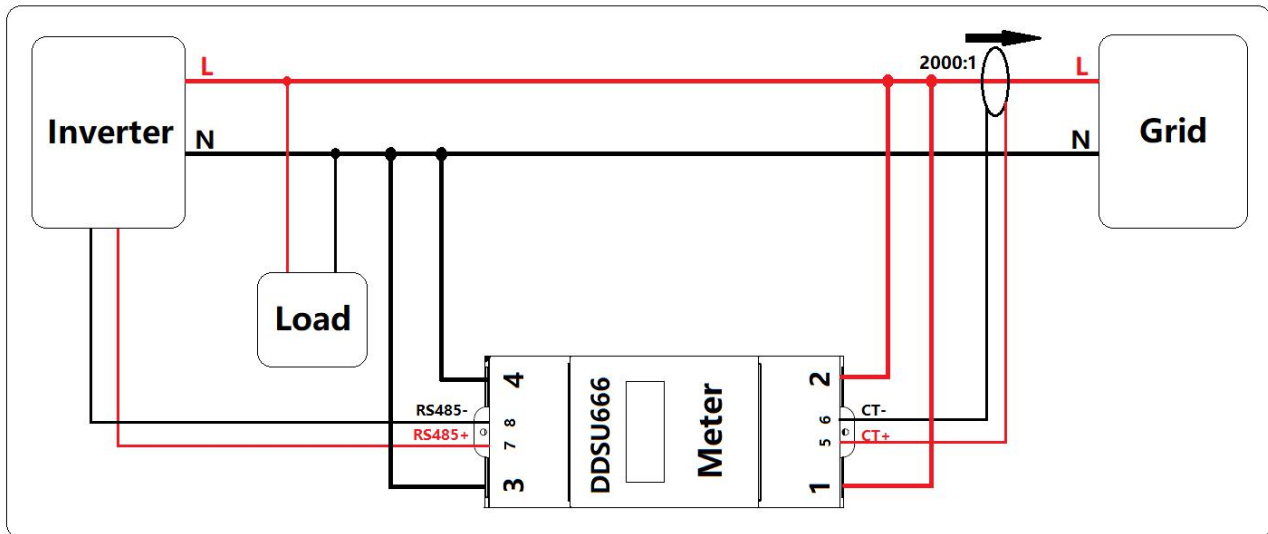 L
2000:1
L
Inverter
N
N
Grid
Load
4
DDSU666
Meter
2
RS485-
8
6
CT-
RS485+
7
5
CT+
3
1